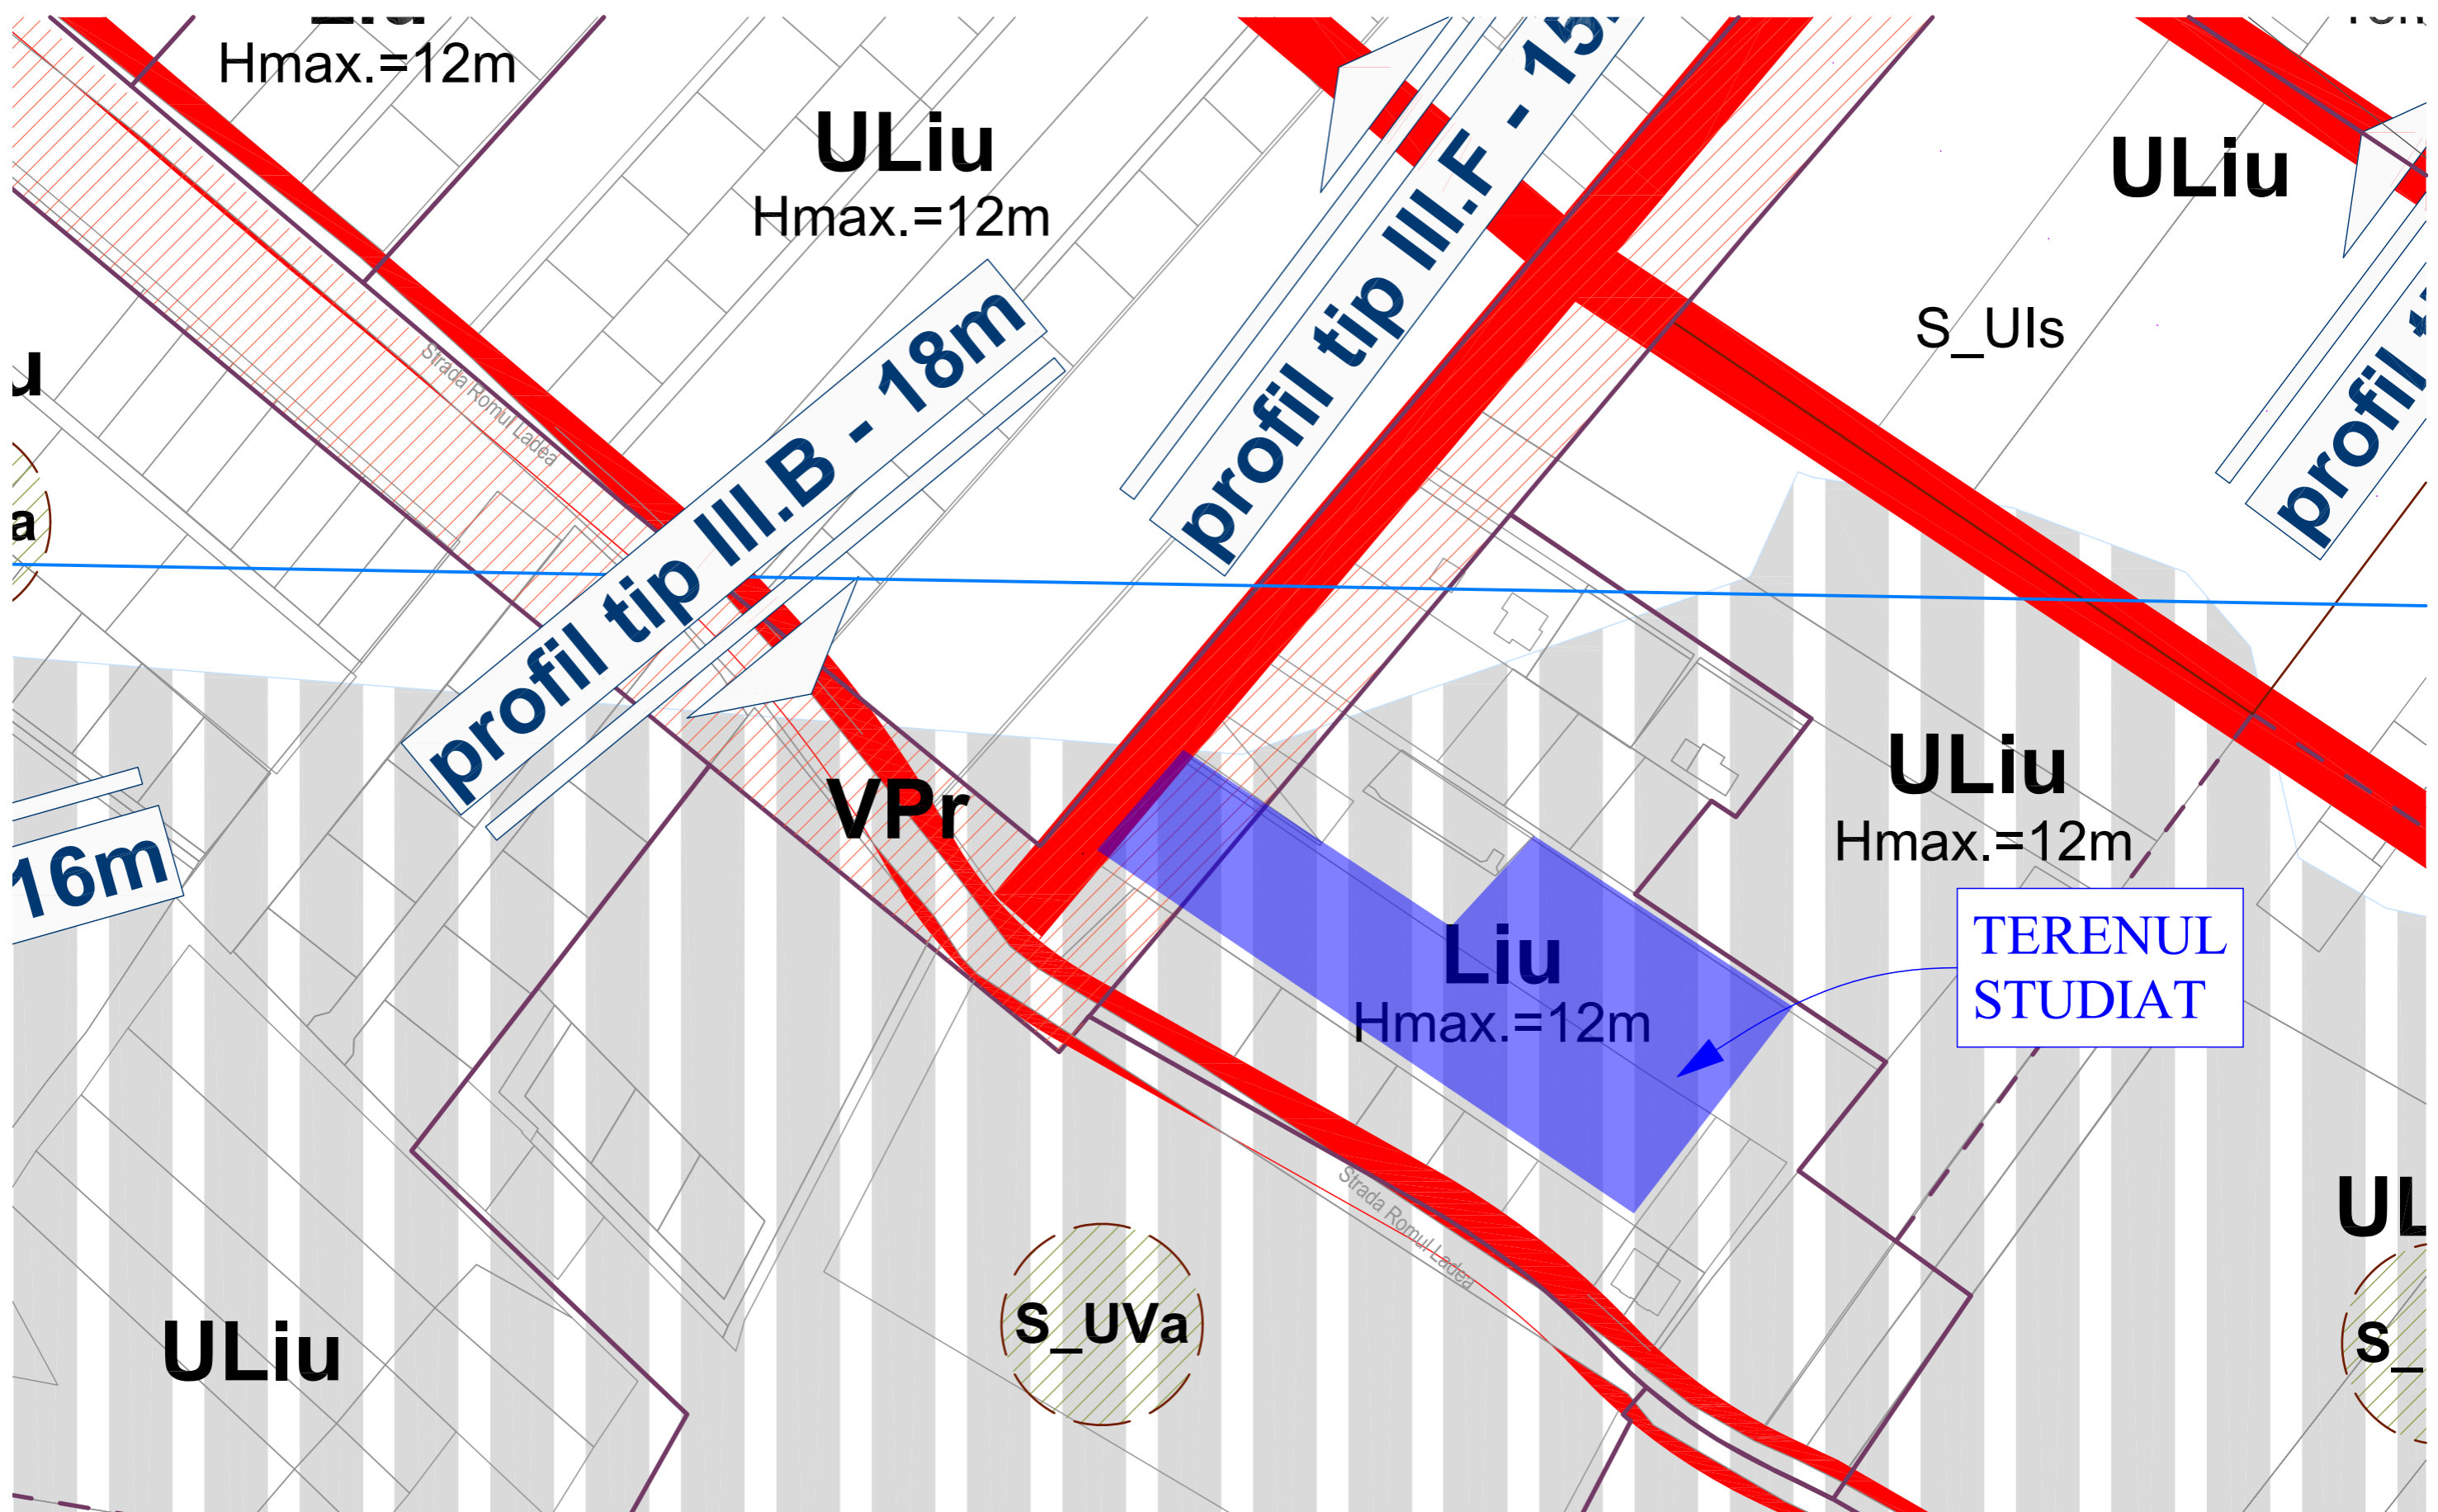 Hmax.=12m
ULiu
Hmax.=12m
profil tip III.F - 15
ULiu
S_UIs
profil
Strada Romul Ladea
profil tip III.B - 18m
u
a
VPr
16m
ULiu
Hmax.=12m
TERENUL
STUDIAT
Liu
Hmax.=12m
Strada Romul Ladea
S_UVa
ULiu
UL
S_